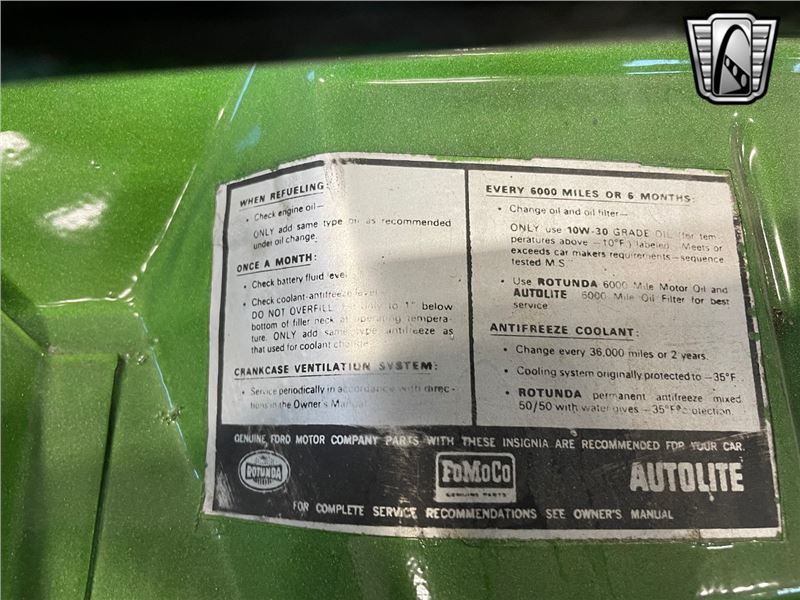 WHEN REFUELING:
• Check engine oil—
ONLY add same type oil as recommended
under oil change.
ONCE A MONTH:
• Check battery fluid level
• Check coolant-antifreeze level
DO NOT OVERFILL to 1" below
bottom of filler neck at operating tempera-
ture. ONLY add same type antifreeze as
that used for coolant change
CRANKCASE VENTILATION SYSTEM:
• Service periodically in accordance with direc-
tions in the Owner's Manual
EVERY 6000 MILES OR 6 MONTHS:
• Change oil and oil filter—
ONLY use 10W-30 GRADE OIL (for tem-
peratures above —10°F.) labeled "Meets or
exceeds car makers requirements—sequence
tested M.S."
• Use ROTUNDA 6000 Mile Motor Oil and
AUTOLITE 6000 Mile Oil Filter for best
service
ANTIFREEZE COOLANT:
• Change every 36,000 miles or 2 years.
• Cooling system originally protected to —35°F.
• ROTUNDA permanent antifreeze mixed
50/50 with water gives —35°F protection.
GENUINE FORD MOTOR COMPANY PARTS WITH THESE INSIGNIA ARE RECOMMENDED FOR YOUR CAR.
ROTUNDA
FoMoCo
GENUINE PARTS
AUTOLITE
FOR COMPLETE SERVICE RECOMMENDATIONS SEE OWNER'S MANUAL